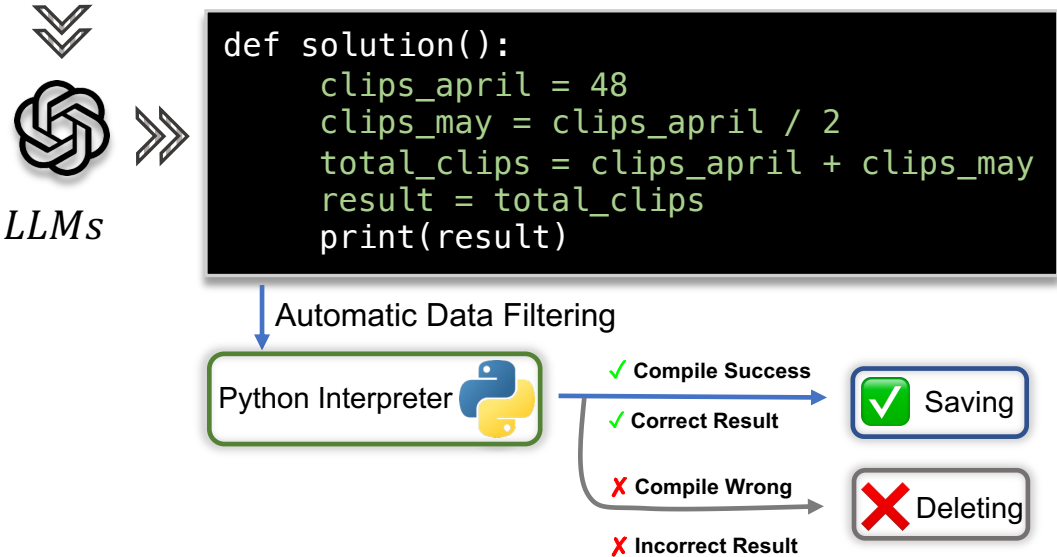 def solution():
clips_april = 48
clips_may = clips_april / 2
total_clips = clips_april + clips_may
result = total_clips
print(result)
LLMs
Automatic Data Filtering
Python Interpreter
✓ Compile Success
✓ Correct Result
Saving
✗ Compile Wrong
✗ Incorrect Result
Deleting